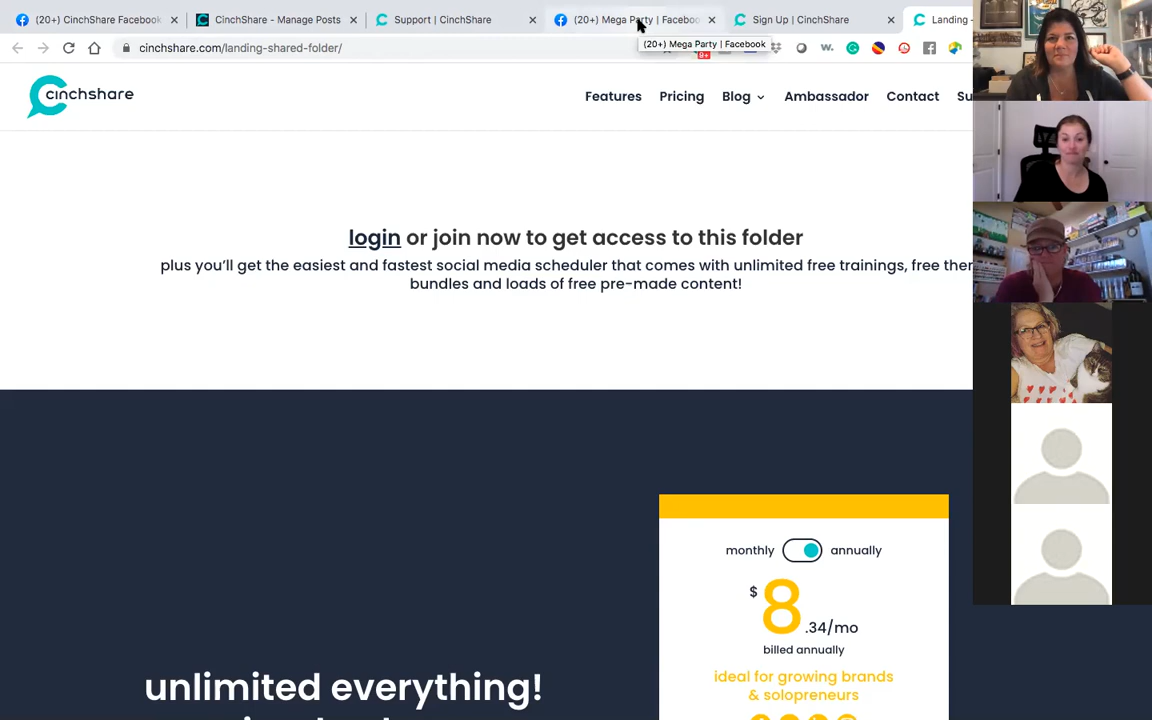 (20+) CinchShare Facebook
CinchShare - Manage Posts
Support | CinchShare
(20+) Mega Party | Faceboo
Sign Up | CinchShare
Landing -
cinchshare.com/landing-shared-folder/
(20+) Mega Party | Facebook
9+
w.
cinchshare
Features
Pricing
Blog
Ambassador
Contact
Su
login or join now to get access to this folder
plus you'll get the easiest and fastest social media scheduler that comes with unlimited free trainings, free them
bundles and loads of free pre-made content!
monthly
annually
$8.34/mo
billed annually
ideal for growing brands
& solopreneurs
unlimited everything!